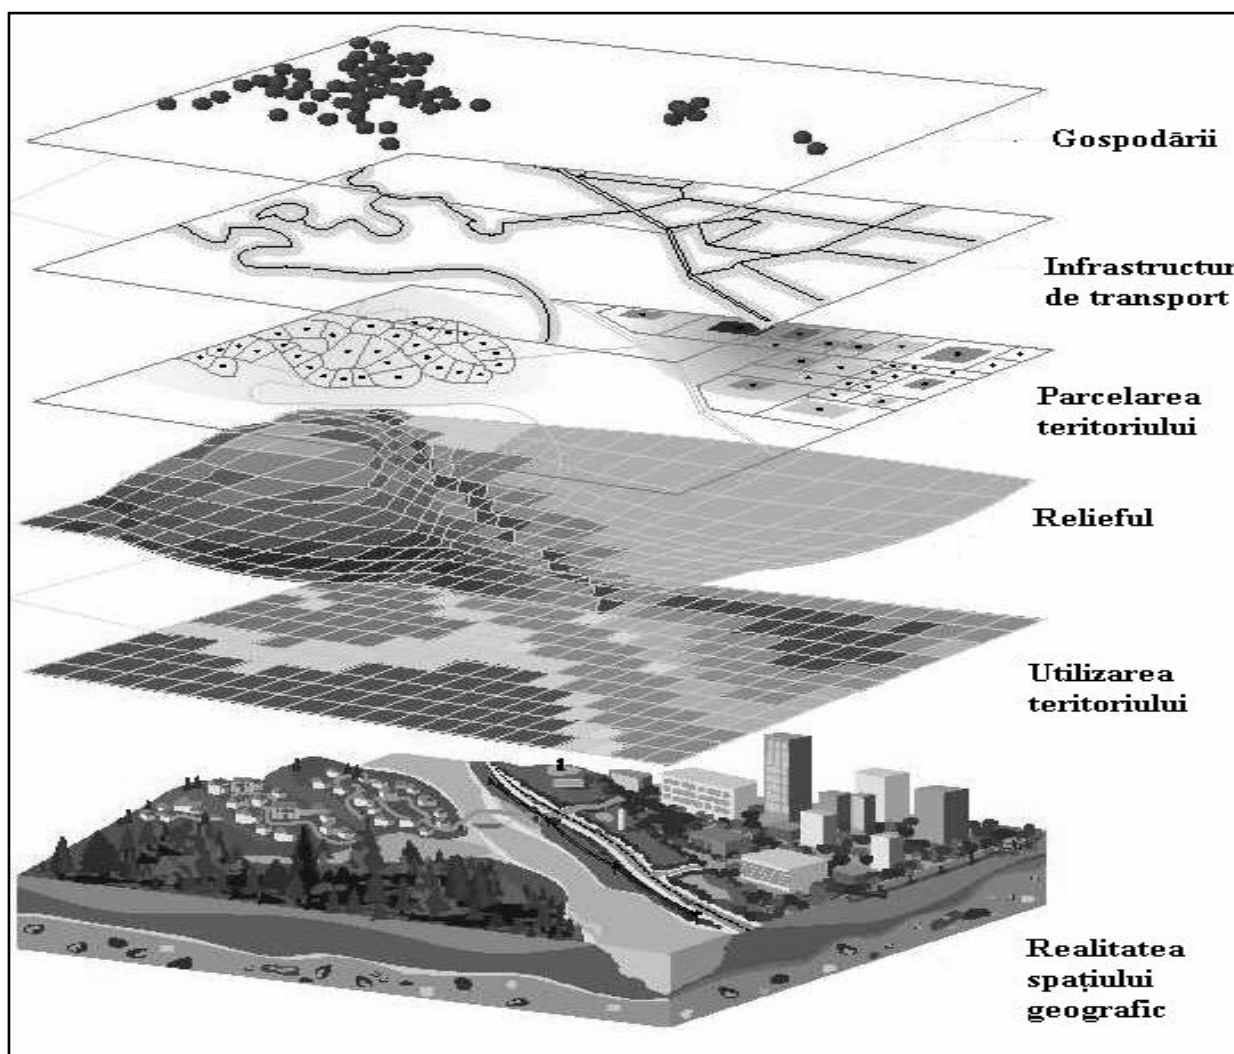 Gospodării
Infrastructur
de transport
Parcelarea
teritoriului
Relieful
Utilizarea
teritoriului
Realitatea
spațiului
geografic